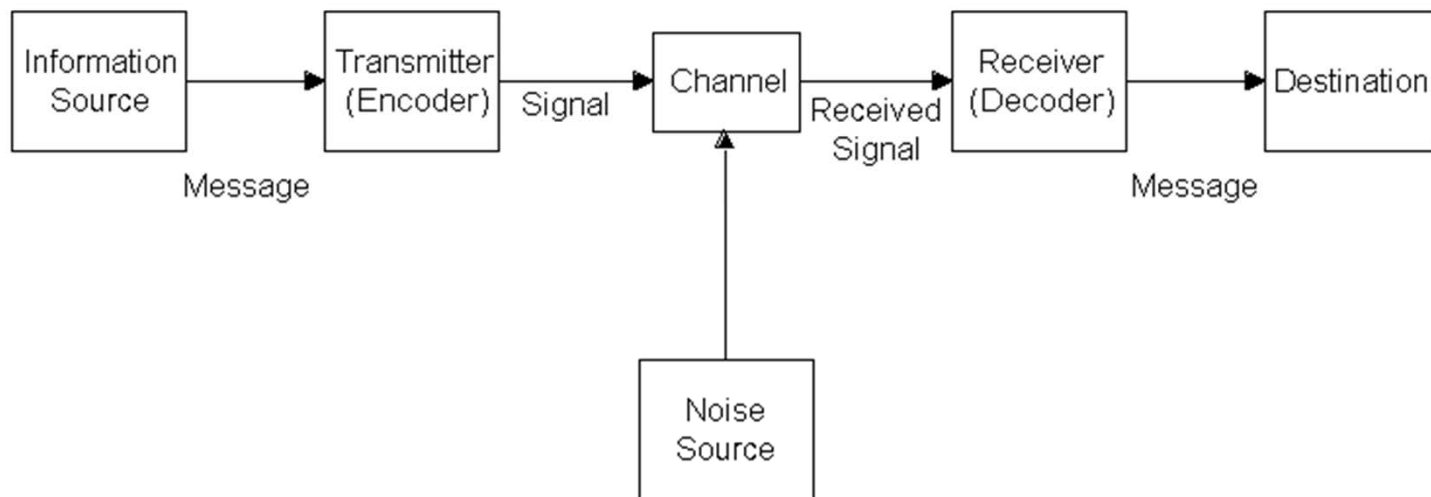 Information
Source
Transmitter
(Encoder)
Channel
Receiver
(Decoder)
Destination
Signal
Received
Signal
Message
Message
Noise
Source